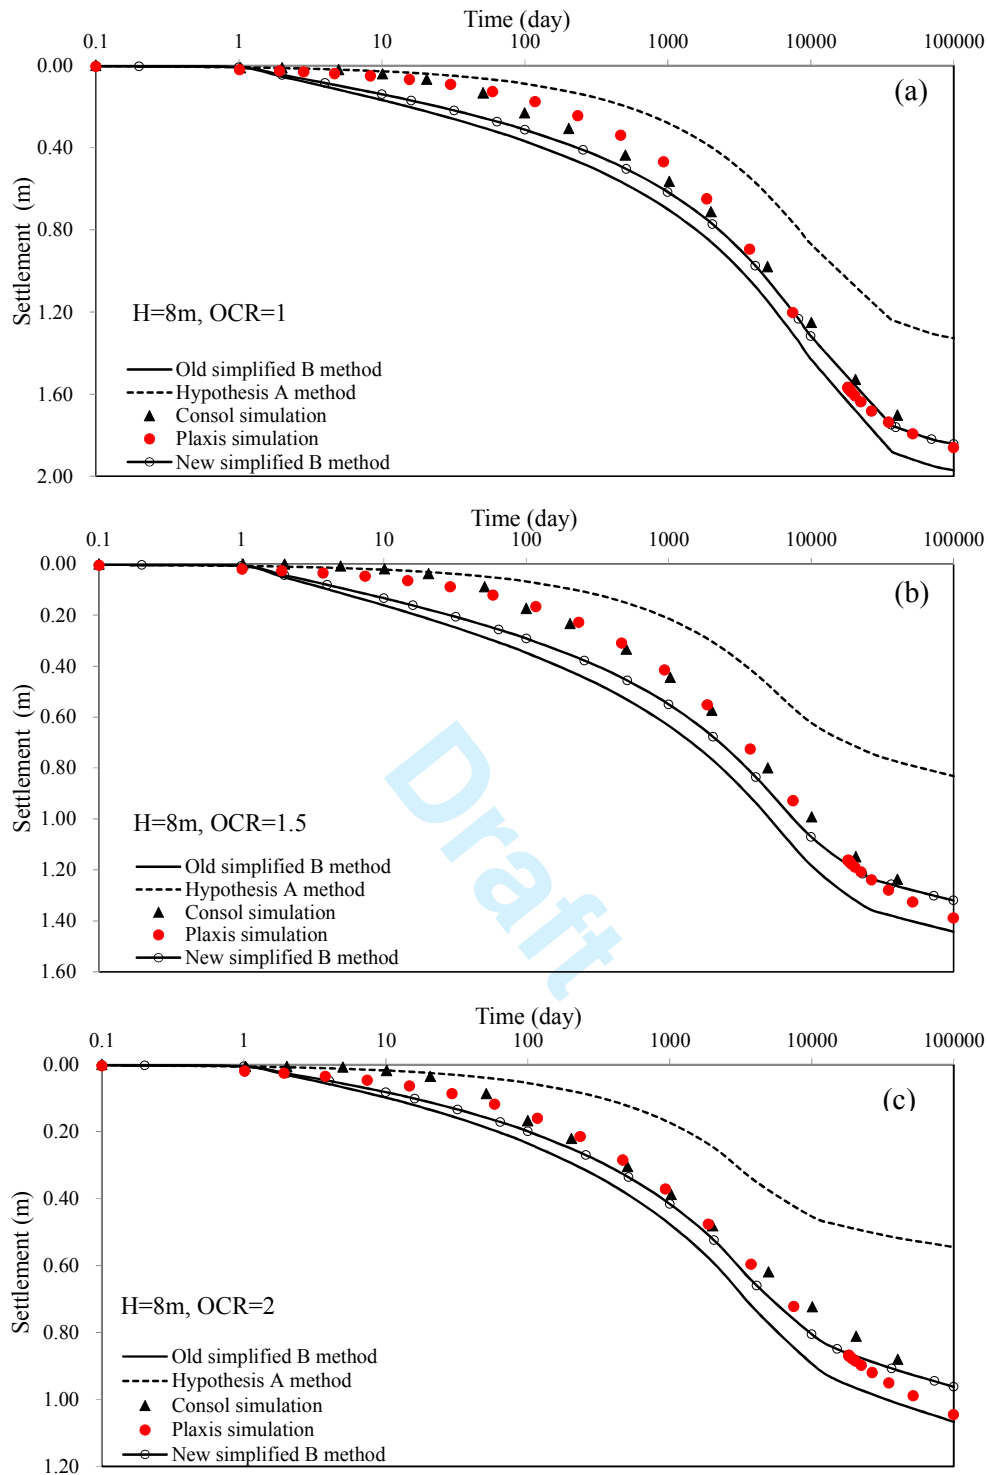 Time (day)
0.1 1 10 100 1000 10000 100000
0.00
0.40
0.80
1.20
1.60
2.00
Settlement (m)
(a)
H=8m, OCR=1
Old simplified B method
Hypothesis A method
Consol simulation
Plaxis simulation
New simplified B method
Time (day)
0.1 1 10 100 1000 10000 100000
0.00
0.20
0.40
0.60
0.80
1.00
1.20
1.40
1.60
Settlement (m)
(b)
H=8m, OCR=1.5
Old simplified B method
Hypothesis A method
Consol simulation
Plaxis simulation
New simplified B method
Draft
Time (day)
0.1 1 10 100 1000 10000 100000
0.00
0.20
0.40
0.60
0.80
1.00
1.20
Settlement (m)
(c)
H=8m, OCR=2
Old simplified B method
Hypothesis A method
Consol simulation
Plaxis simulation
New simplified B method